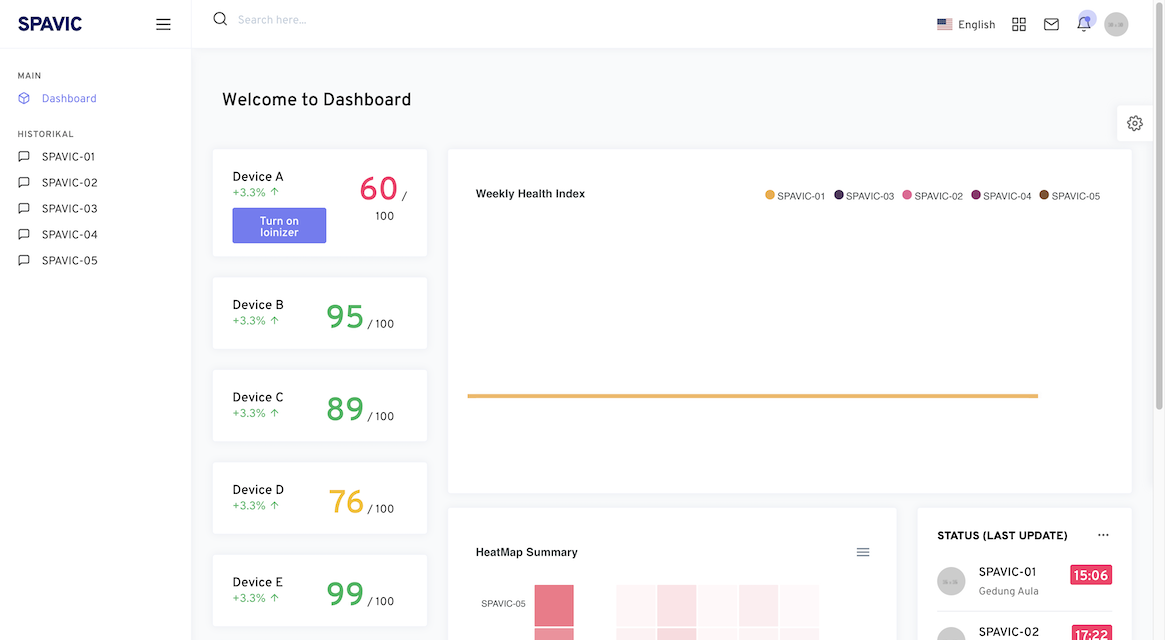 SPAVIC
Search here...
English
MAIN
Dashboard
HISTORIKAL
SPAVIC-01
SPAVIC-02
SPAVIC-03
SPAVIC-04
SPAVIC-05
Welcome to Dashboard
Device A
+3.3% ↑
Turn on
Ioinizer
60 /
100
Device B
+3.3% ↑
95 / 100
Device C
+3.3% ↑
89 / 100
Device D
+3.3% ↑
76 / 100
Device E
+3.3% ↑
99 / 100
Weekly Health Index
SPAVIC-01 SPAVIC-03 SPAVIC-02 SPAVIC-04 SPAVIC-05
HeatMap Summary
SPAVIC-05
STATUS (LAST UPDATE)
SPAVIC-01
Gedung Aula
15:06
SPAVIC-02
17:22